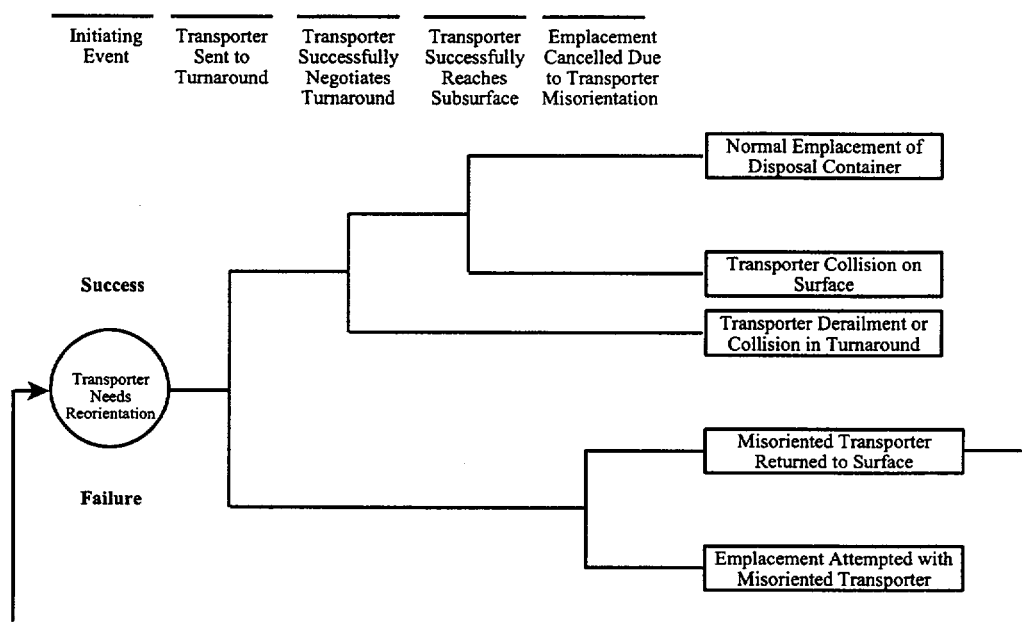 Initiating
Event
Transporter
Sent to
Turnaround
Transporter
Successfully
Negotiates
Turnaround
Transporter
Successfully
Reaches
Subsurface
Emplacement
Cancelled Due
to Transporter
Misorientation
Normal Emplacement of
Disposal Container
Transporter Collision on
Surface
Success
Transporter Derailment or
Collision in Turnaround
Transporter
Needs
Reorientation
Misoriented Transporter
Returned to Surface
Failure
Emplacement Attempted with
Misoriented Transporter